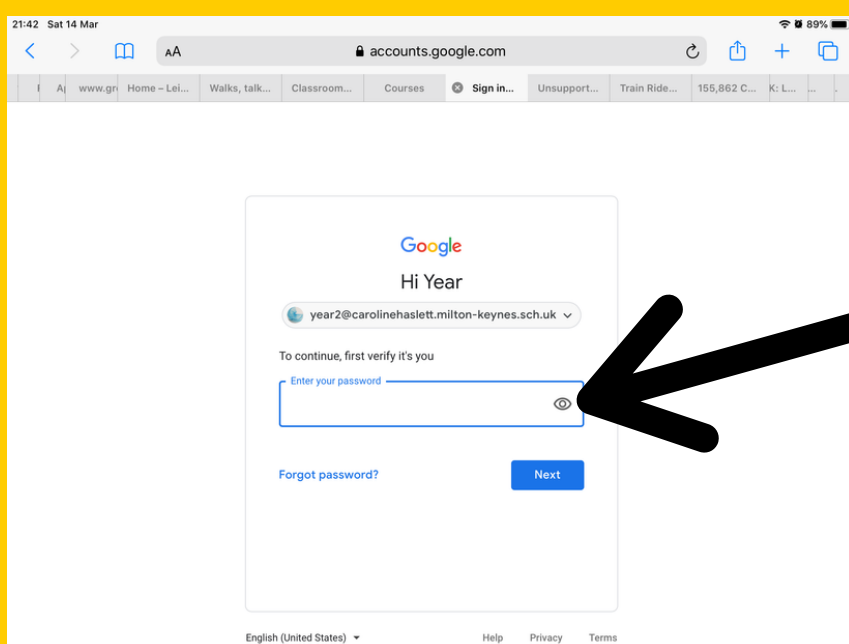 21:42 Sat 14 Mar 89%
AA accounts.google.com
www.gr Home – Lei... Walks, talk... Classroom... Courses Sign in... Unsupport... Train Ride... 155,862 C... K: L...
Google
Hi Year
year2@carolinehaslett.milton-keynes.sch.uk
To continue, first verify it's you
Enter your password
Forgot password? Next
English (United States) Help Privacy Terms